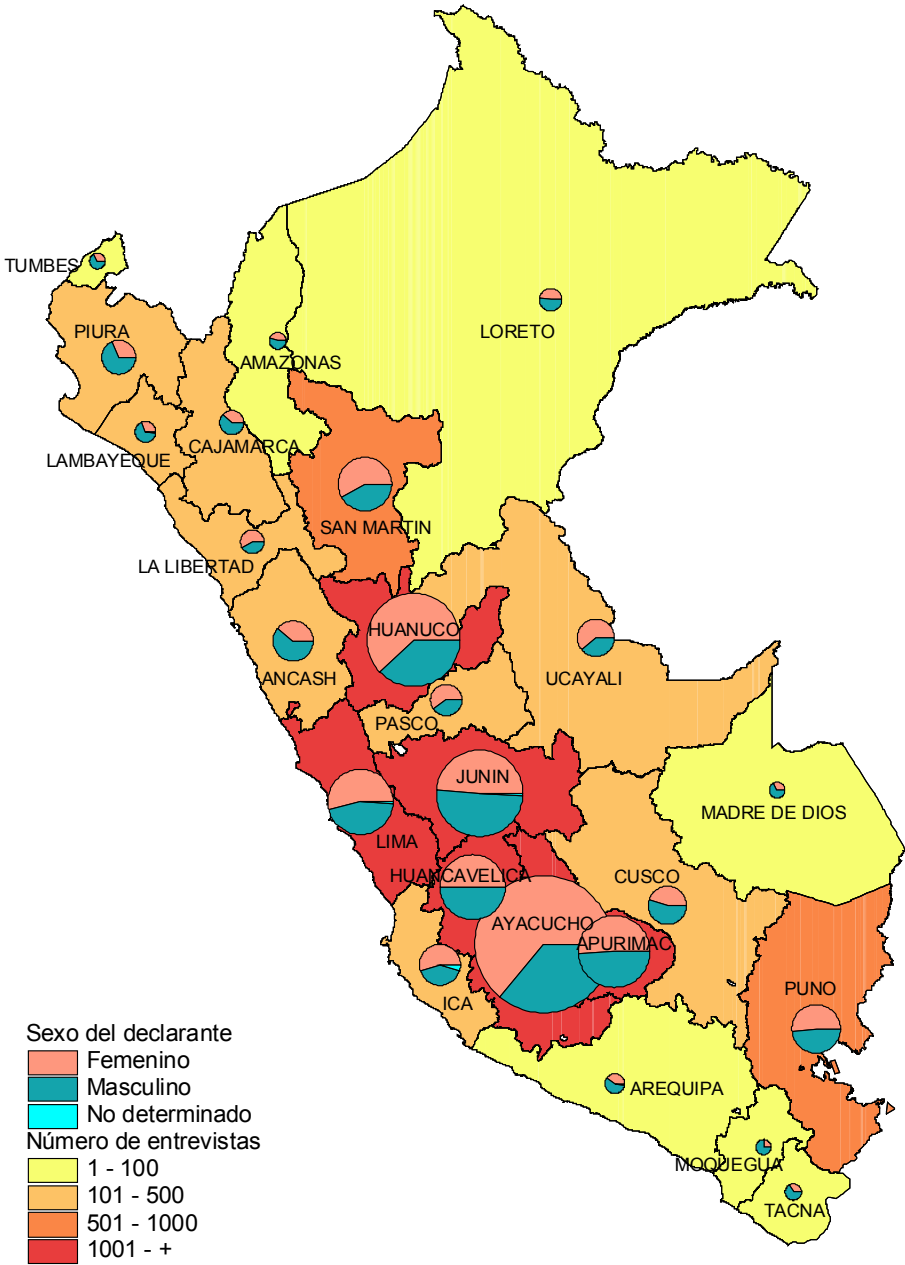 TUMBES
PIURA
LORETO
AMAZONAS
CAJAMARCA
LAMBAYEQUE
SAN MARTIN
LA LIBERTAD
HUANUCO
ANCASH
UCAYALI
PASCO
JUNIN
MADRE DE DIOS
LIMA
HUANCAVELICA
CUSCO
AYACUCHO
APURIMAC
PUNO
ICA
AREQUIPA
MOQUEGUA
TACNA
Sexo del declarante
Femenino
Masculino
No determinado
Número de entrevistas
1 - 100
101 - 500
501 - 1000
1001 - +